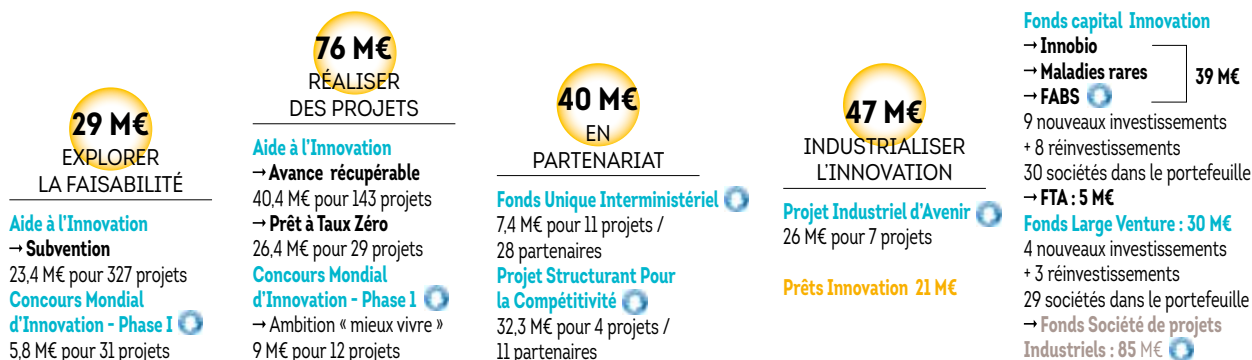 29 M€
EXPLORER
LA FAISABILITÉ
Aide à l'Innovation
→ Subvention
23,4 M€ pour 327 projets
Concours Mondial
d'Innovation - Phase I
5,8 M€ pour 31 projets
76 M€
RÉALISER
DES PROJETS
Aide à l'Innovation
→ Avance récupérable
40,4 M€ pour 143 projets
→ Prêt à Taux Zéro
26,4 M€ pour 29 projets
Concours Mondial
d'Innovation - Phase 1
→ Ambition « mieux vivre »
9 M€ pour 12 projets
40 M€
EN
PARTENARIAT
Fonds Unique Interministériel
7,4 M€ pour 11 projets /
28 partenaires
Projet Structurant Pour
la Compétitivité
32,3 M€ pour 4 projets /
11 partenaires
47 M€
INDUSTRIALISER
L'INNOVATION
Projet Industriel d'Avenir
26 M€ pour 7 projets
Prêts Innovation 21 M€
Fonds capital Innovation
→ Innobio
→ Maladies rares
→ FABS
39 M€
9 nouveaux investissements
+ 8 réinvestissements
30 sociétés dans le portefeuille
→ FTA : 5 M€
Fonds Large Venture : 30 M€
4 nouveaux investissements
+ 3 réinvestissements
29 sociétés dans le portefeuille
→ Fonds Société de projets
Industriels : 85 M€